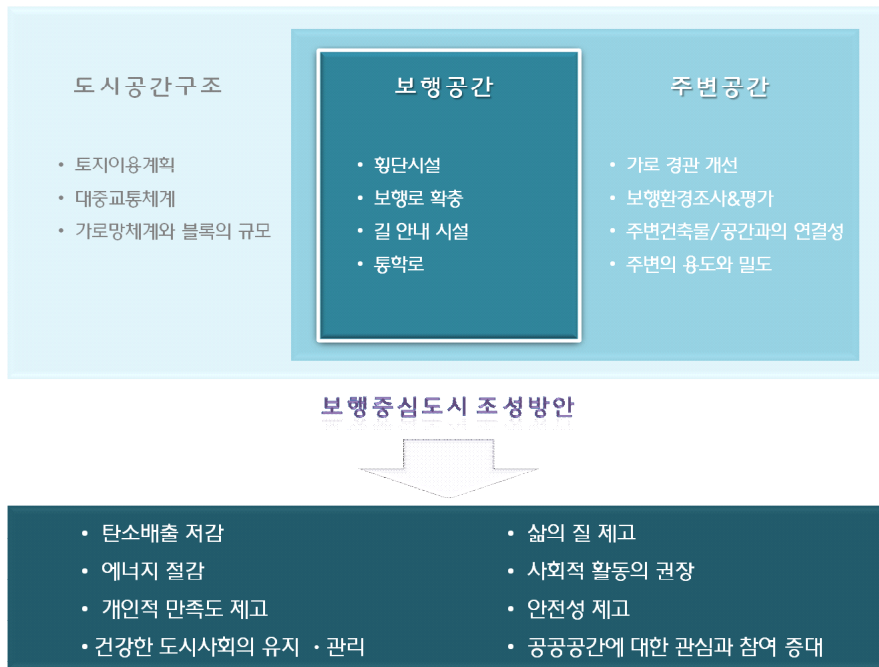 도시공간구조
• 토지이용계획
• 대중교통체계
• 가로망체계와 블록의 규모
보행공간
• 횡단시설
• 보행로 확충
• 길 안내 시설
• 통학로
주변공간
• 가로 경관 개선
• 보행환경조사&평가
• 주변건축물/공간과의 연결성
• 주변의 용도와 밀도
보행중심도시 조성방안
• 탄소배출 저감
• 에너지 절감
• 개인적 만족도 제고
• 건강한 도시사회의 유지 ・관리
• 삶의 질 제고
• 사회적 활동의 권장
• 안전성 제고
• 공공공간에 대한 관심과 참여 증대